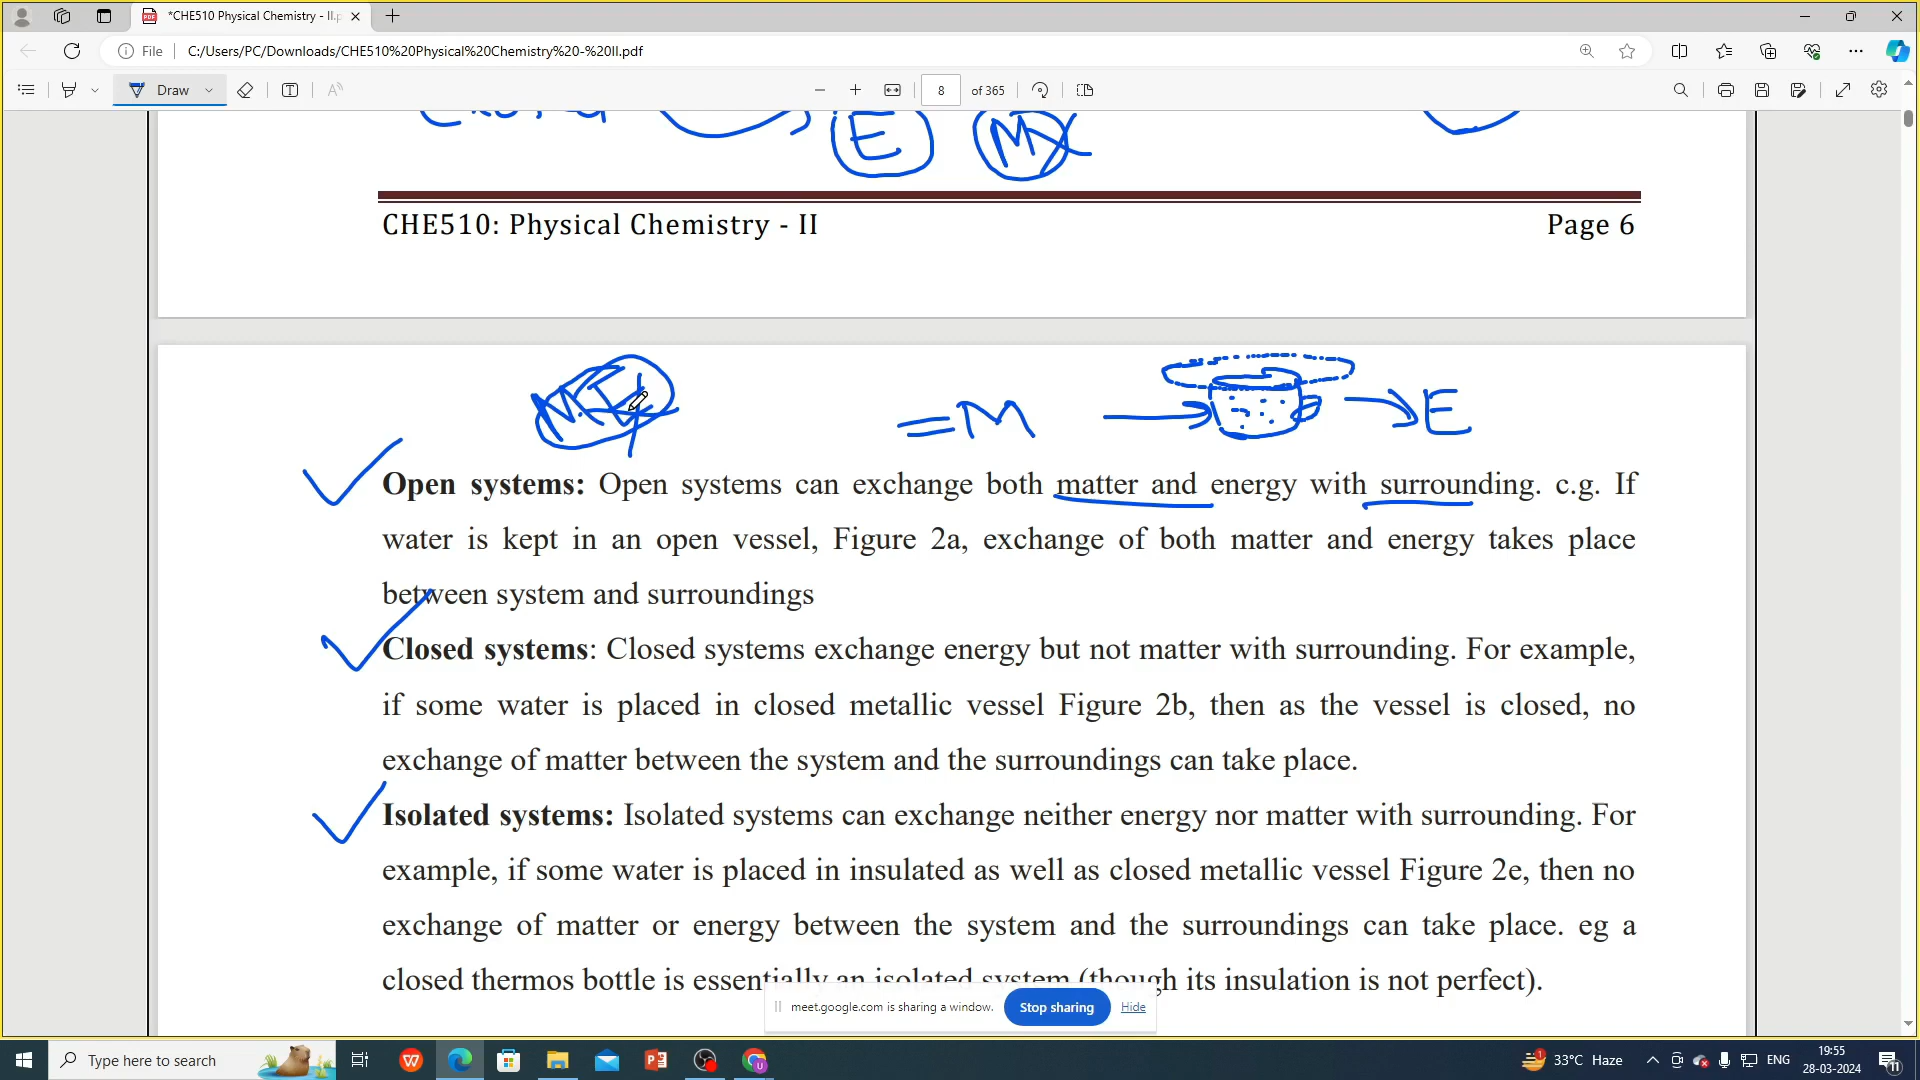 *CHE510 Physical Chemistry - II.p
File C:/Users/PC/Downloads/CHE510%20Physical%20Chemistry%20-%20II.pdf
Draw 8 of 365
E M
CHE510: Physical Chemistry - II Page 6
= M E
Open systems: Open systems can exchange both matter and energy with surrounding. c.g. If
water is kept in an open vessel, Figure 2a, exchange of both matter and energy takes place
between system and surroundings
Closed systems: Closed systems exchange energy but not matter with surrounding. For example,
if some water is placed in closed metallic vessel Figure 2b, then as the vessel is closed, no
exchange of matter between the system and the surroundings can take place.
Isolated systems: Isolated systems can exchange neither energy nor matter with surrounding. For
example, if some water is placed in insulated as well as closed metallic vessel Figure 2e, then no
exchange of matter or energy between the system and the surroundings can take place. eg a
closed thermos bottle is essentially an isolated system (though its insulation is not perfect).
meet.google.com is sharing a window. Stop sharing Hide
Type here to search 33°C Haze ENG 19:55
28-03-2024 11